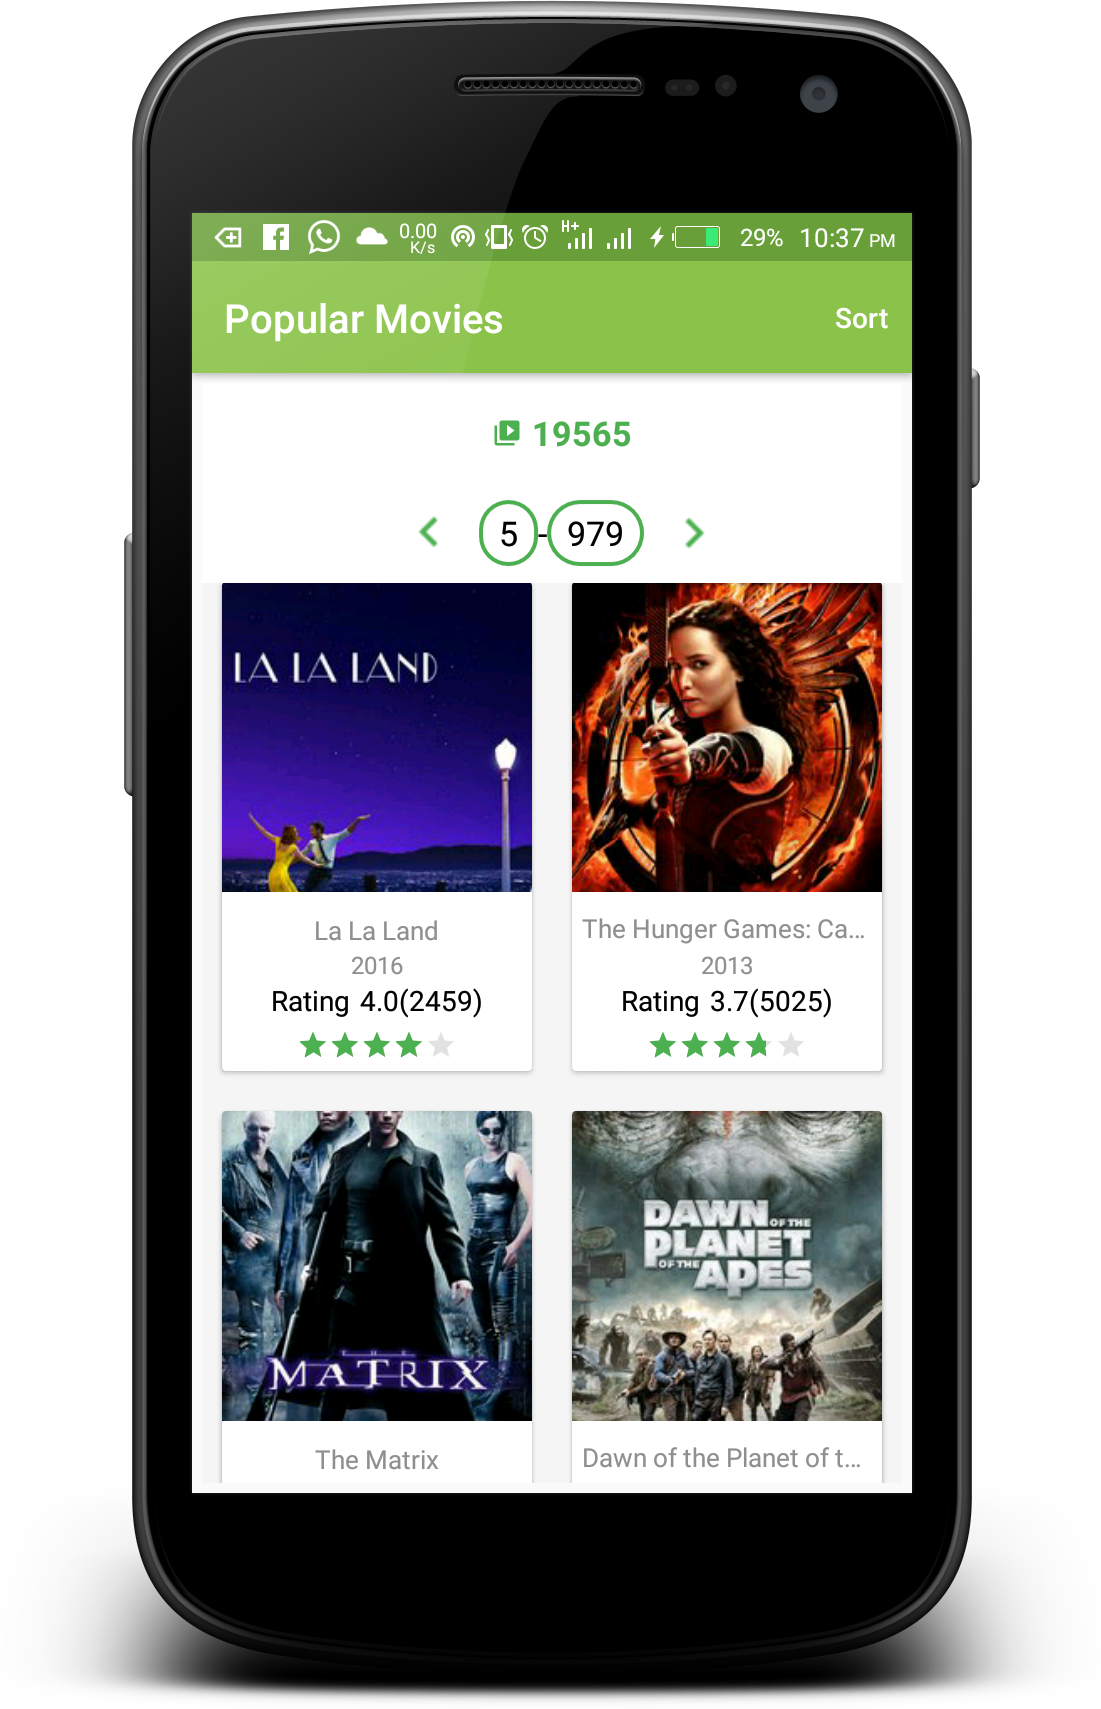 0.00
K/s
H+
29%
10:37 PM
Popular Movies
Sort
19565
5-979
LA LA LAND
La La Land
2016
Rating 4.0(2459)
The Hunger Games: Ca...
2013
Rating 3.7(5025)
THE
MATRIX
The Matrix
DAWN OF THE
PLANET
OF THE APES
Dawn of the Planet of t...